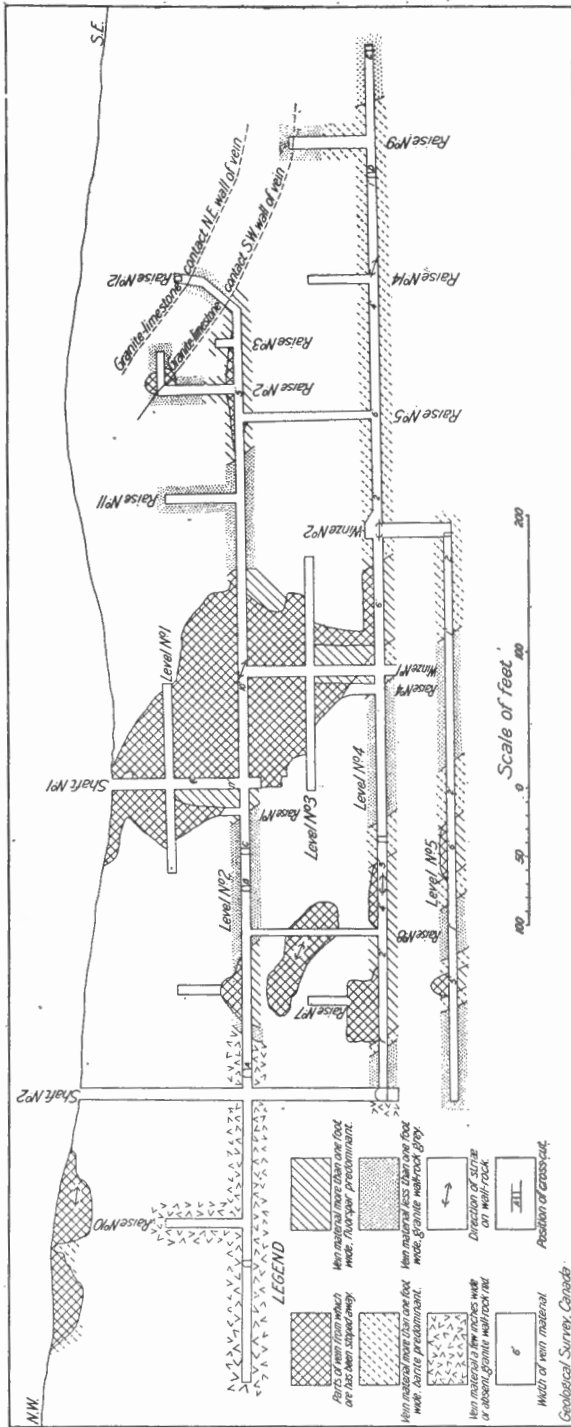 N.W.
S.E.
Shaft Nº2
Shaft Nº1
Raise Nº10
Level Nº1
Raise Nº11
Raise Nº2
Raise Nº3
Raise Nº12
Granite-limestone contact N.E. wall of vein
Granite-limestone contact S.W. wall of vein
Raise Nº9
Raise Nº14
Raise Nº5
Winze Nº2
Winze Nº1
Raise Nº4
Raise Nº1
Level Nº2
Level Nº3
Level Nº4
Raise Nº6
Raise Nº7
Level Nº5
Scale of feet
100 50 0 100 200
LEGEND
Parts of vein from which
ore has been stoped away.
Vein material more than one foot
wide, fluorspar predominant.
Vein material more than one foot
wide, barite predominant.
Vein material less than one foot
wide, granite wall-rock grey.
Vein material a few inches wide
or absent, granite wall-rock red
Direction of striae
on wall-rock.
6"
Width of vein material
Position of crosscut.
Geological Survey, Canada